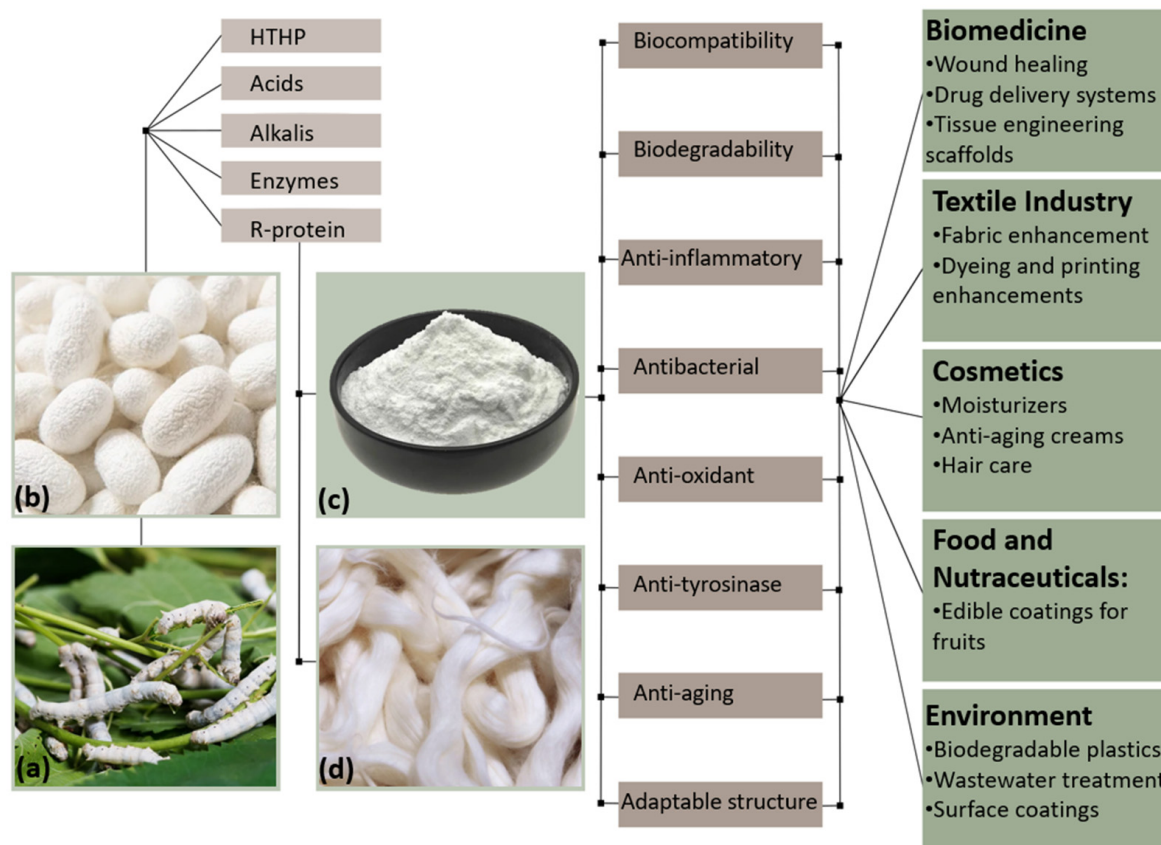 HTHP
Acids
Alkalis
Enzymes
R-protein
(b)
(a)
(c)
(d)
Biocompatibility
Biodegradability
Anti-inflammatory
Antibacterial
Anti-oxidant
Anti-tyrosinase
Anti-aging
Adaptable structure
Biomedicine
•Wound healing
•Drug delivery systems
•Tissue engineering
scaffolds
Textile Industry
•Fabric enhancement
•Dyeing and printing
enhancements
Cosmetics
•Moisturizers
•Anti-aging creams
•Hair care
Food and
Nutraceuticals:
•Edible coatings for
fruits
Environment
•Biodegradable plastics
•Wastewater treatment
•Surface coatings